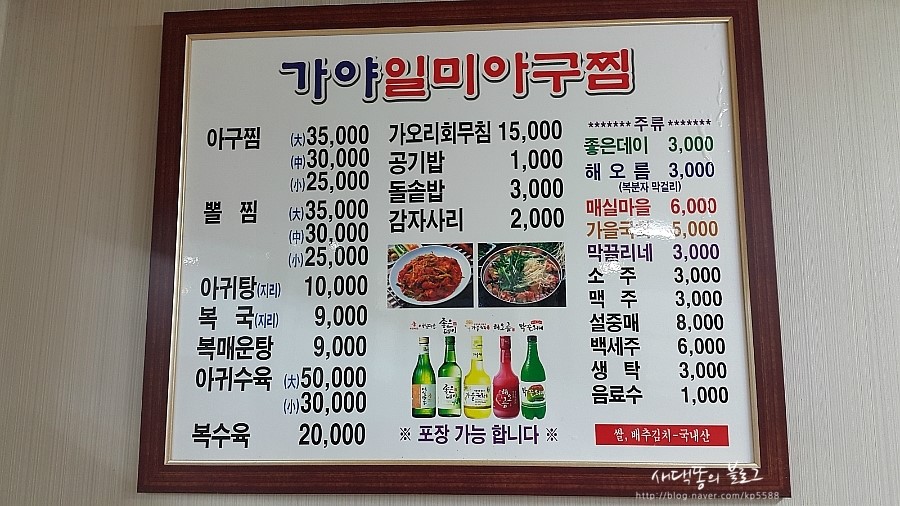 가야일미아구찜
아구찜 (大)35,000
(中)30,000
(小)25,000
뽈 찜 (大)35,000
(中)30,000
(小)25,000
아귀탕(지리) 10,000
복 국(지리) 9,000
복매운탕 9,000
아귀수육 (大)50,000
(小)30,000
복수육 20,000
가오리회무침 15,000
공기밥 1,000
돌솥밥 3,000
감자사리 2,000
※ 포장 가능 합니다 ※
******* 주 류 *******
좋은데이 3,000
해 오 름 3,000
(복분자 막걸리)
매실마을 6,000
가을국화 5,000
막끌리네 3,000
소 주 3,000
맥 주 3,000
설중매 8,000
백세주 6,000
생 탁 3,000
음료수 1,000
쌀, 배추김치-국내산
새댁똥의 블로그
http://blog.naver.com/kp5588